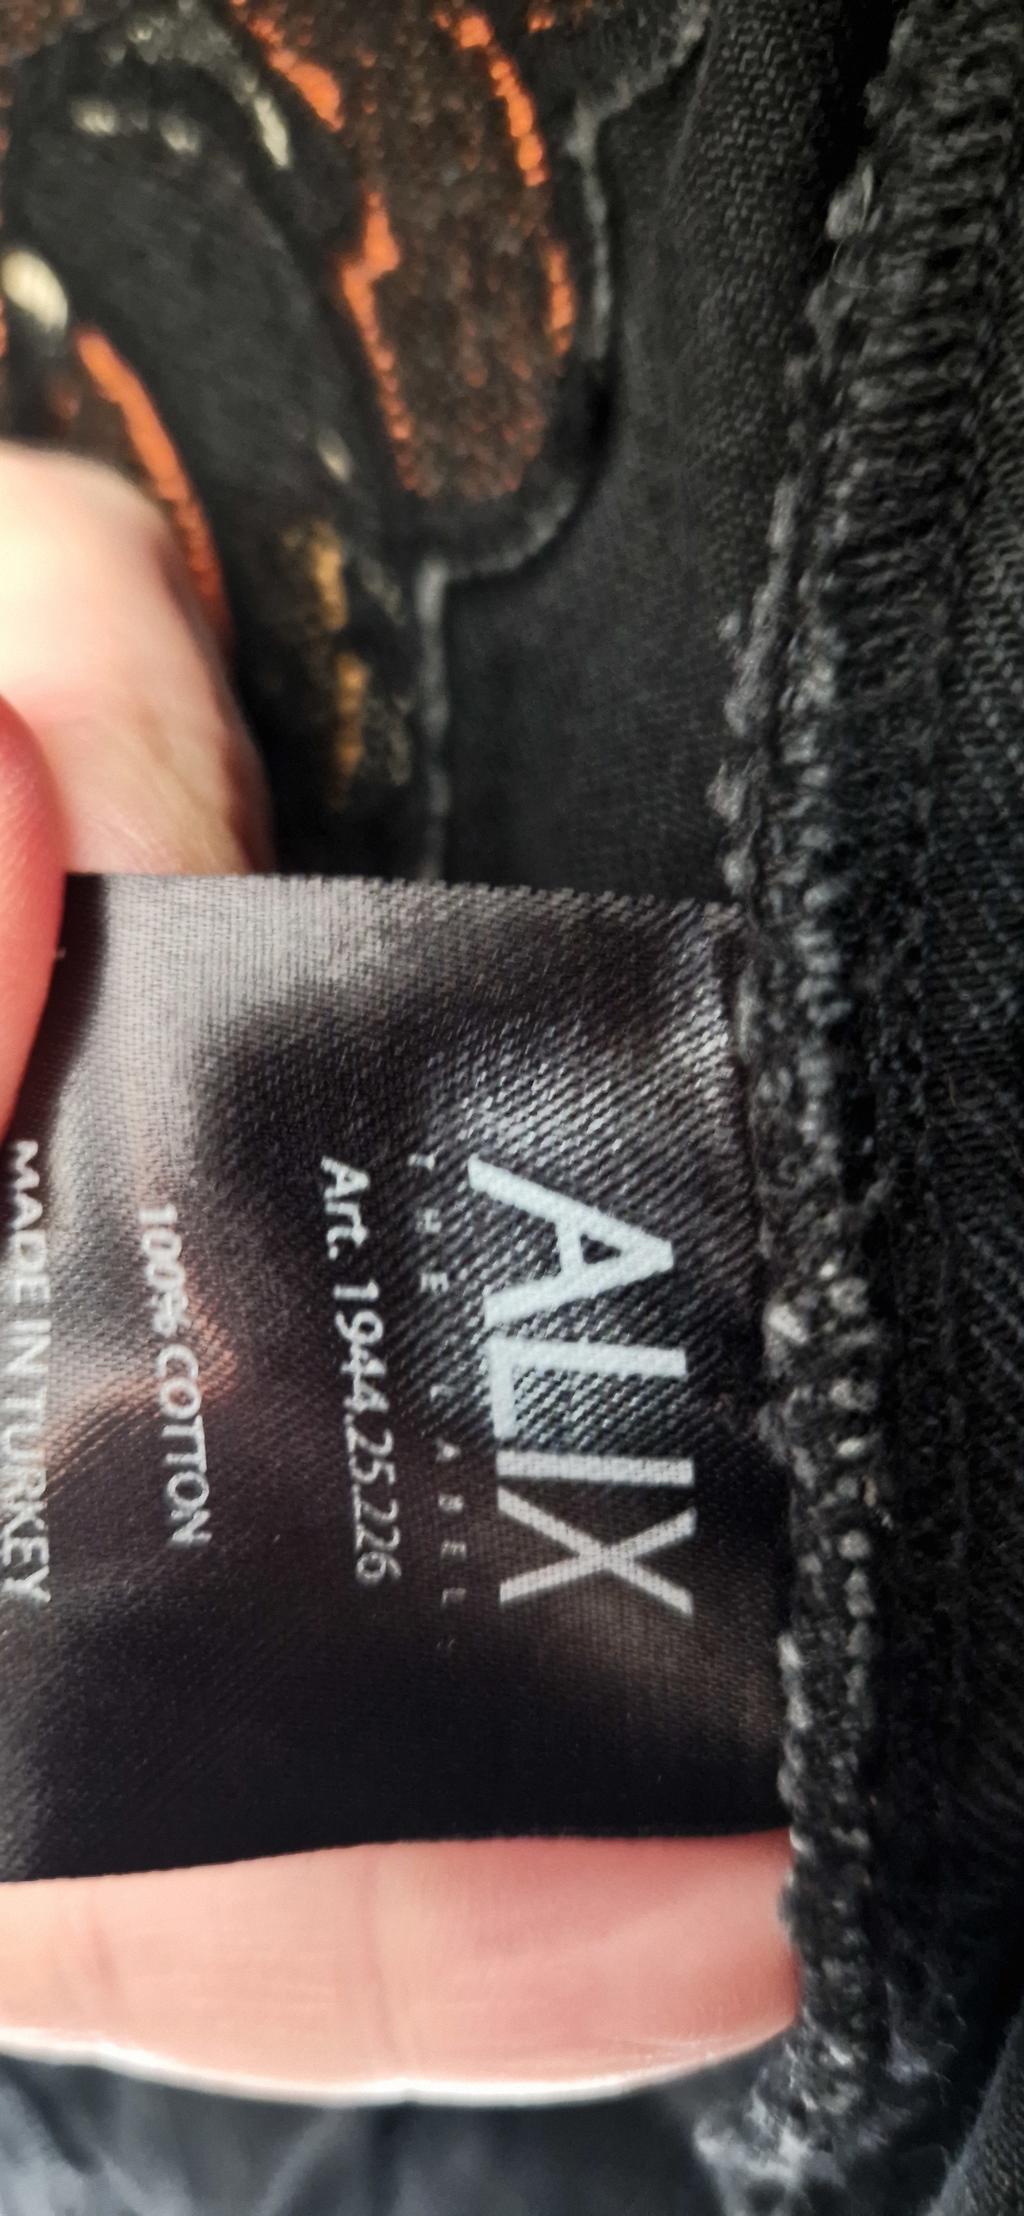 ALIX
THE LABEL
Art. 1944.25.226
100% COTTON
MADE IN TURKEY